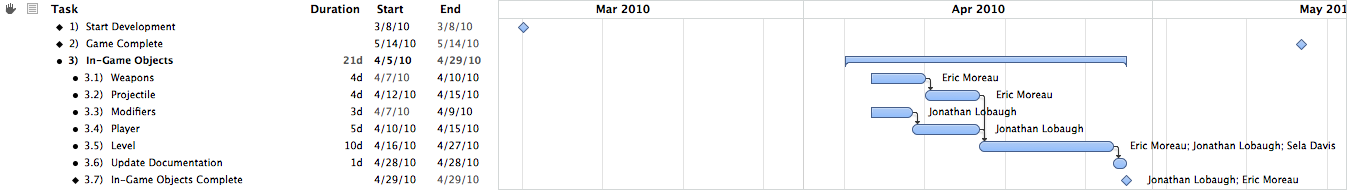 Task Duration Start End Mar 2010 Apr 2010 May 201
1) Start Development 3/8/10 3/8/10
2) Game Complete 5/14/10 5/14/10
3) In-Game Objects 21d 4/5/10 4/29/10
3.1) Weapons 4d 4/7/10 4/10/10 Eric Moreau
3.2) Projectile 4d 4/12/10 4/15/10 Eric Moreau
3.3) Modifiers 3d 4/7/10 4/9/10 Jonathan Lobaugh
3.4) Player 5d 4/10/10 4/15/10 Jonathan Lobaugh
3.5) Level 10d 4/16/10 4/27/10 Eric Moreau; Jonathan Lobaugh; Sela Davis
3.6) Update Documentation 1d 4/28/10 4/28/10
3.7) In-Game Objects Complete 4/29/10 4/29/10 Jonathan Lobaugh; Eric Moreau